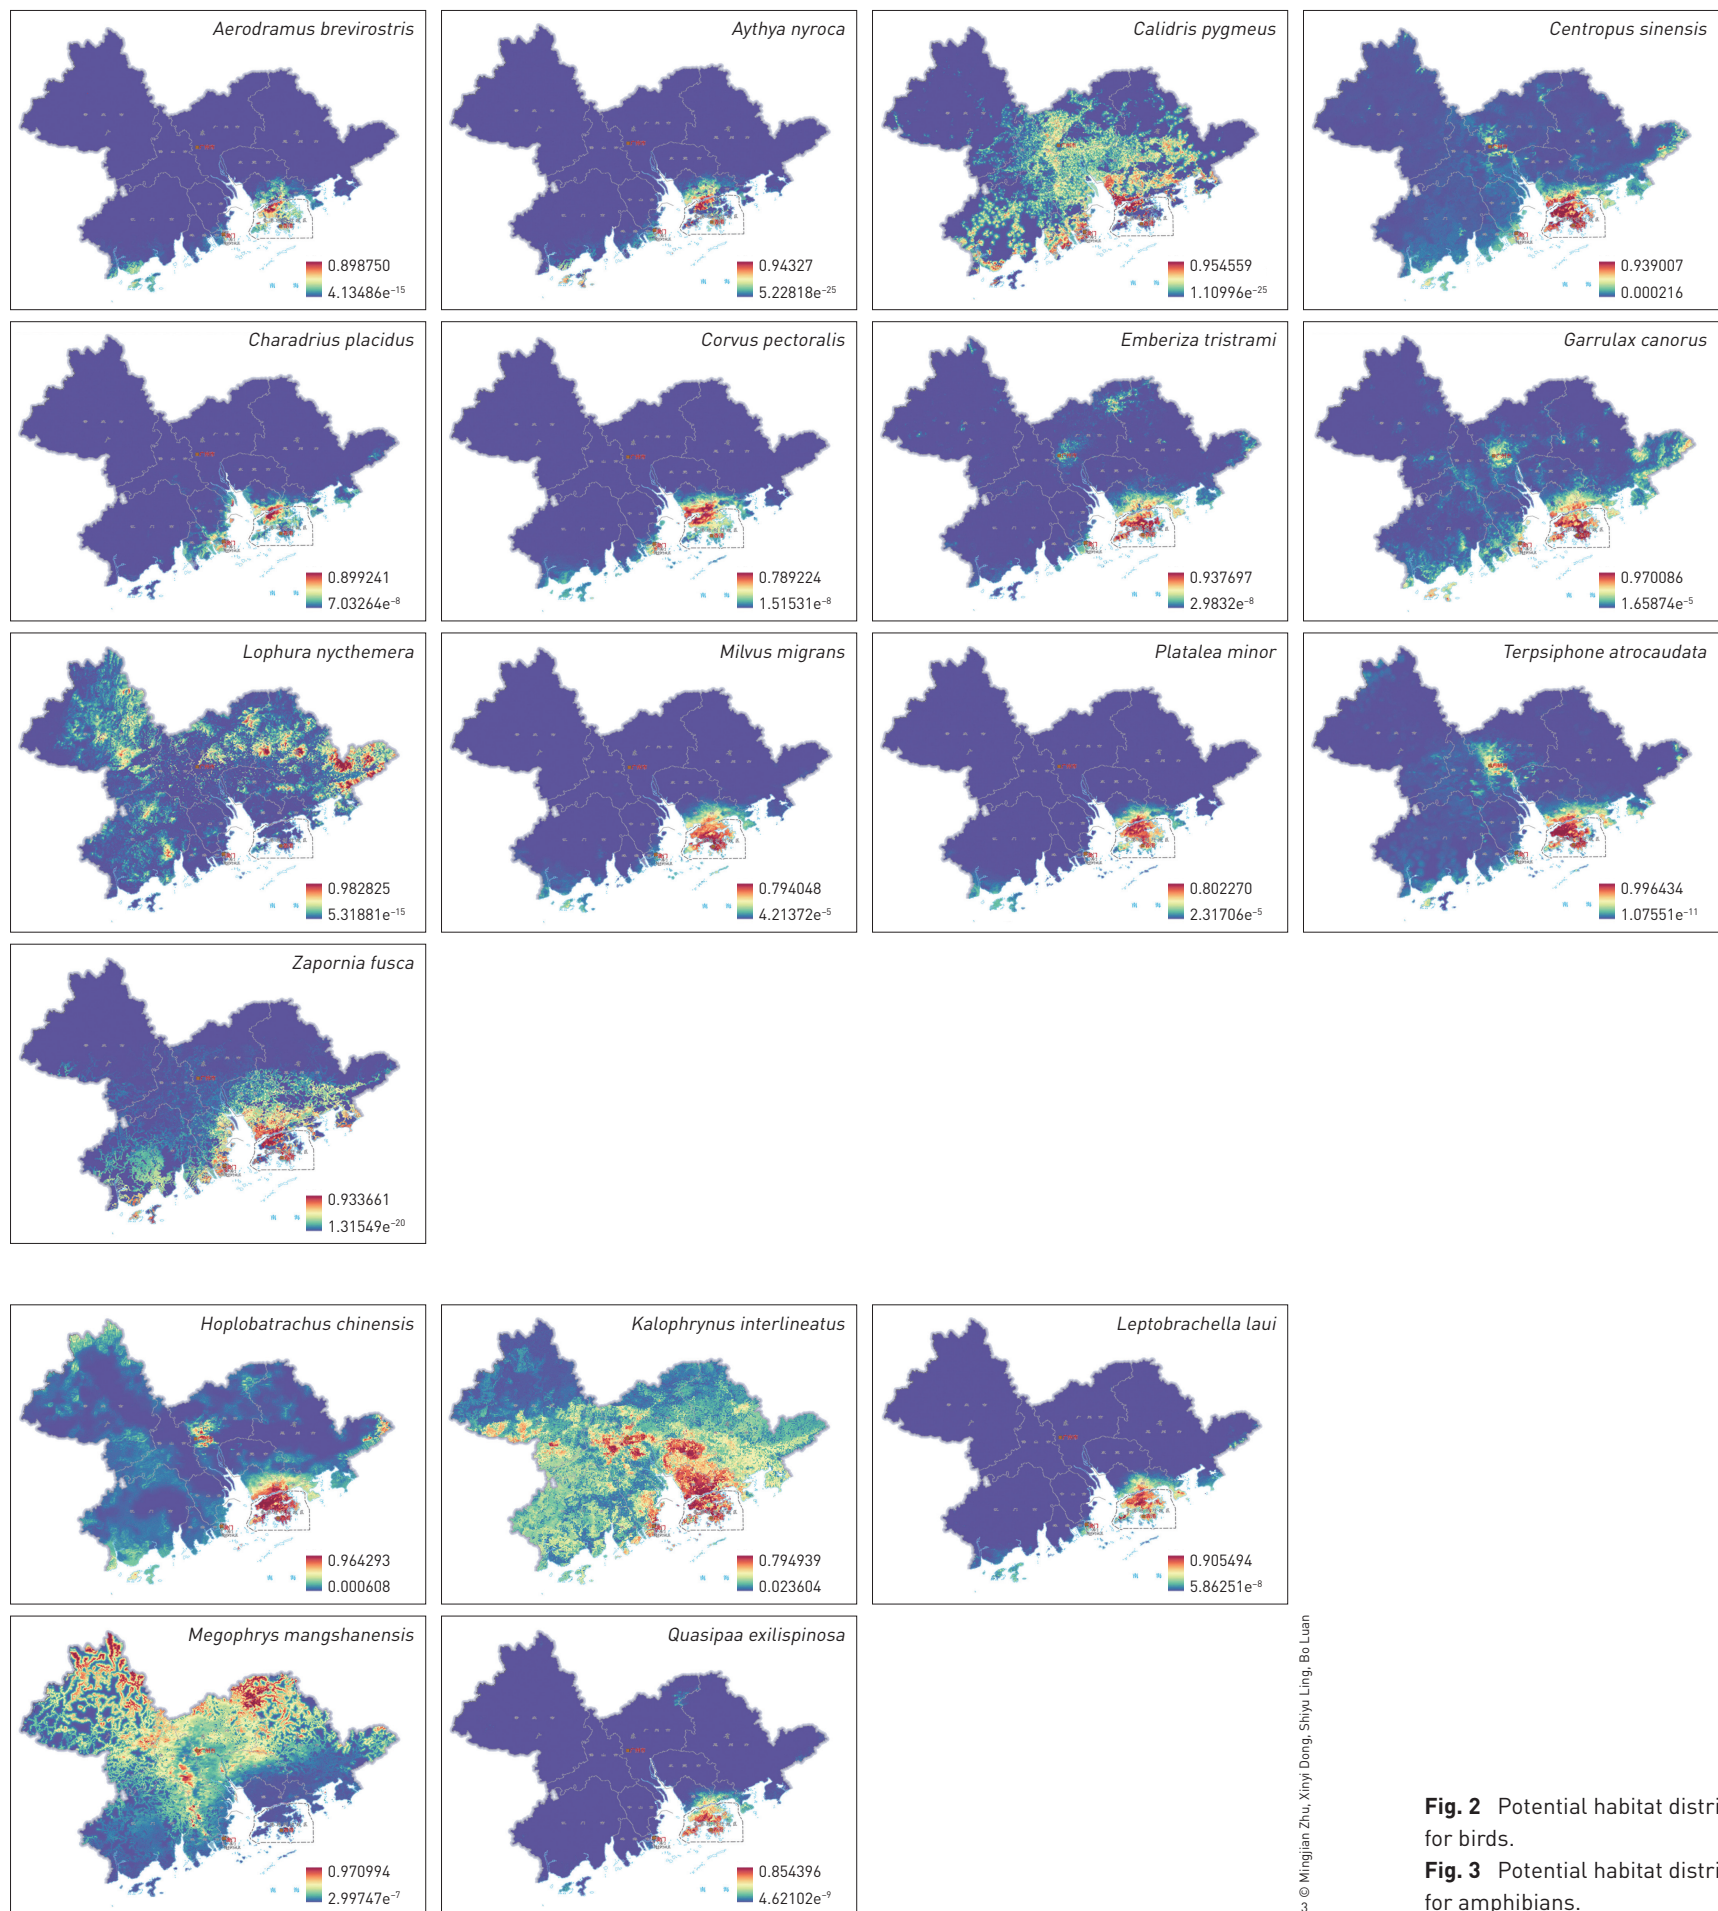 Aerodramus brevirostris
0.898750
4.13486e⁻¹⁵
Aythya nyroca
0.94327
5.22818e⁻²⁵
Calidris pygmeus
0.954559
1.10996e⁻²⁵
Centropus sinensis
0.939007
0.000216
Charadrius placidus
0.899241
7.03264e⁻⁸
Corvus pectoralis
0.789224
1.51531e⁻⁸
Emberiza tristrami
0.937697
2.9832e⁻⁸
Garrulax canorus
0.970086
1.65874e⁻⁵
Lophura nycthemera
0.982825
5.31881e⁻¹⁵
Milvus migrans
0.794048
4.21372e⁻⁵
Platalea minor
0.802270
2.31706e⁻⁵
Terpsiphone atrocaudata
0.996434
1.07551e⁻¹¹
Zapornia fusca
0.933661
1.31549e⁻²⁰
Hoplobatrachus chinensis
0.964293
0.000608
Kalophrynus interlineatus
0.794939
0.023604
Leptobrachella laui
0.905494
5.86251e⁻⁸
Megophrys mangshanensis
0.970994
2.99747e⁻⁷
Quasipaa exilispinosa
0.854396
4.62102e⁻⁹
3 © Mingjian Zhu, Xinyi Dong, Shiyu Ling, Bo Luan
Fig. 2 Potential habitat distri
for birds.
Fig. 3 Potential habitat distri
for amphibians.